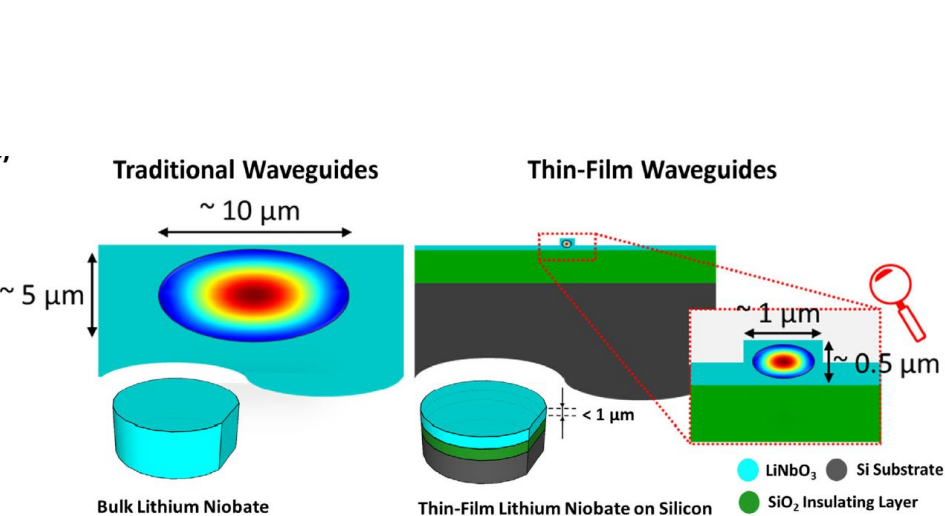 Traditional Waveguides
Thin-Film Waveguides
~ 10 μm
~ 5 μm
~ 1 μm
~ 0.5 μm
< 1 μm
LiNbO₃
Si Substrate
SiO₂ Insulating Layer
Bulk Lithium Niobate
Thin-Film Lithium Niobate on Silicon